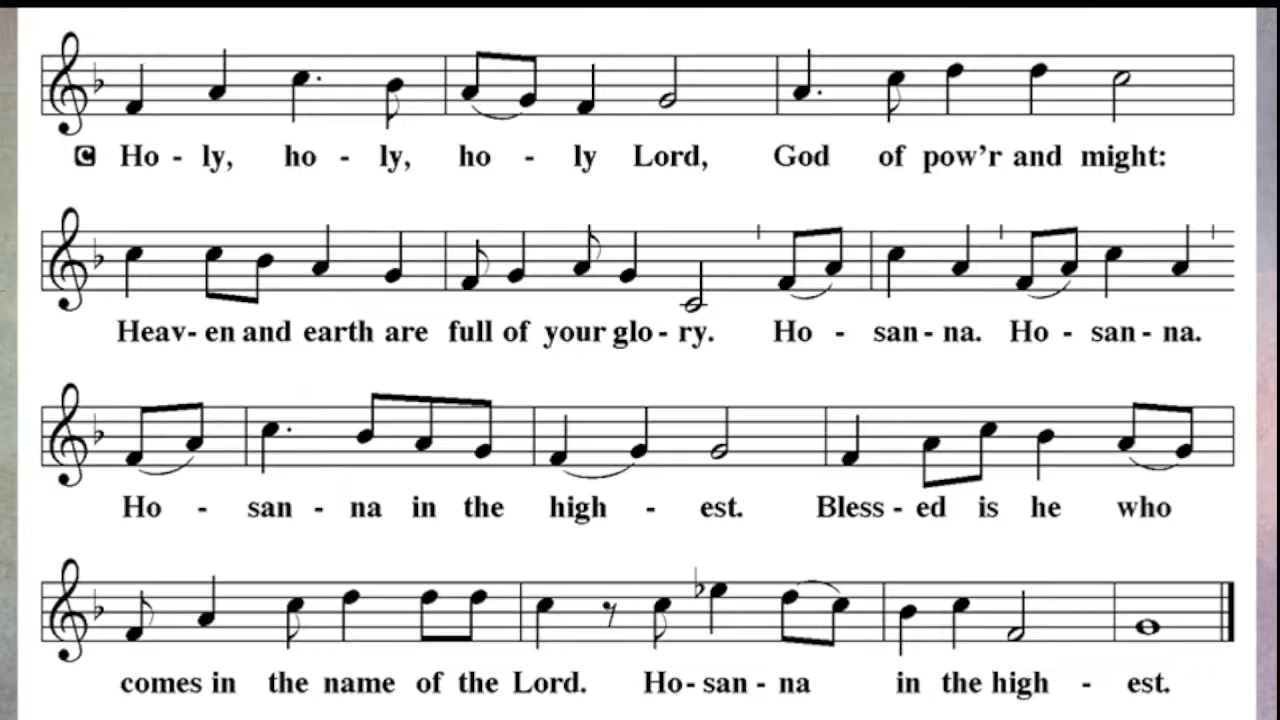 C Ho - ly, ho - ly, ho - ly Lord, God of pow’r and might:
Heav- en and earth are full of your glo - ry. Ho - san - na. Ho - san - na.
Ho - san - na in the high - est. Bless - ed is he who
comes in the name of the Lord. Ho- san - na in the high - est.